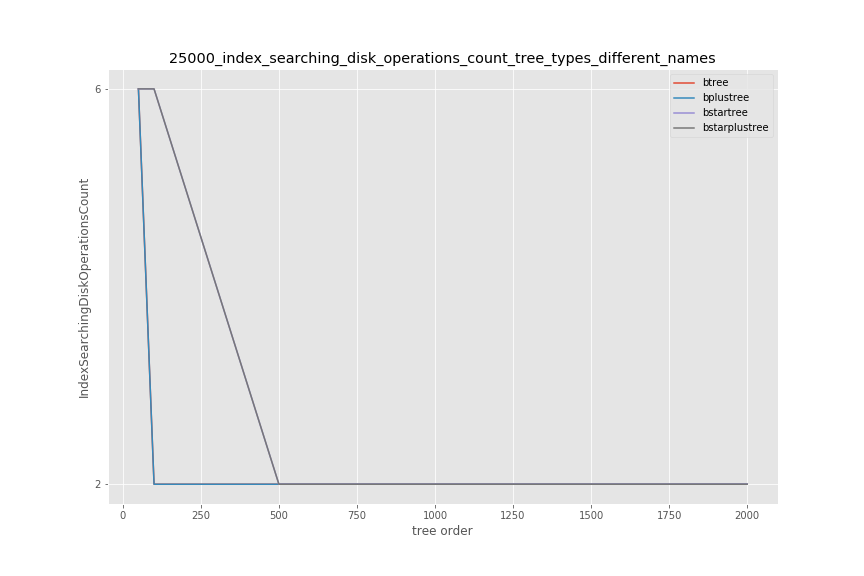 25000_index_searching_disk_operations_count_tree_types_different_names
btree
bplustree
bstartree
bstarplustree
IndexSearchingDiskOperationsCount
6
2
0 250 500 750 1000 1250 1500 1750 2000
tree order